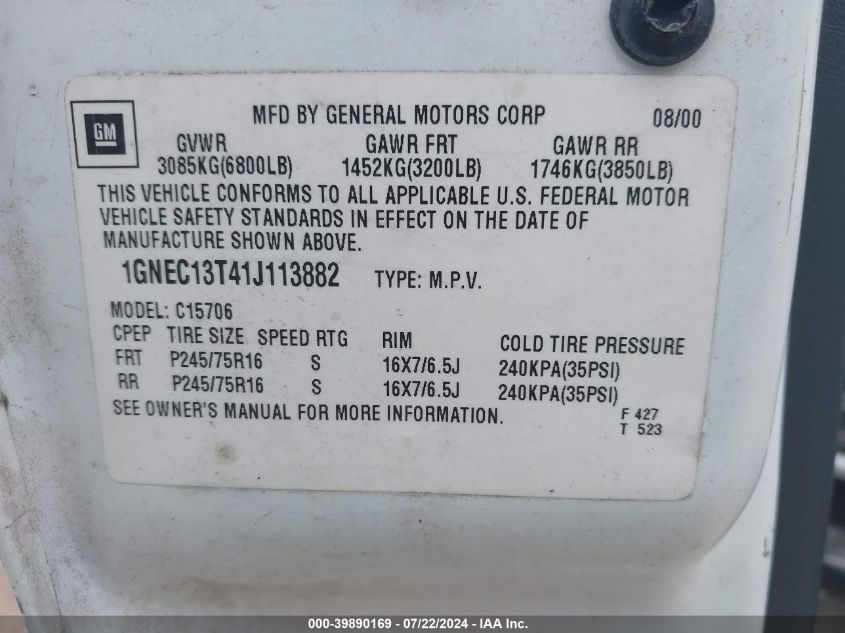 GM
MFD BY GENERAL MOTORS CORP 08/00
GVWR GAWR FRT GAWR RR
3085KG(6800LB) 1452KG(3200LB) 1746KG(3850LB)
THIS VEHICLE CONFORMS TO ALL APPLICABLE U.S. FEDERAL MOTOR
VEHICLE SAFETY STANDARDS IN EFFECT ON THE DATE OF
MANUFACTURE SHOWN ABOVE.
1GNEC13T41J113882 TYPE: M.P.V.
MODEL: C15706
CPEP TIRE SIZE SPEED RTG RIM COLD TIRE PRESSURE
FRT P245/75R16 S 16X7/6.5J 240KPA(35PSI)
RR P245/75R16 S 16X7/6.5J 240KPA(35PSI)
SEE OWNER'S MANUAL FOR MORE INFORMATION. F 427
T 523
000-39890169 - 07/22/2024 - IAA Inc.